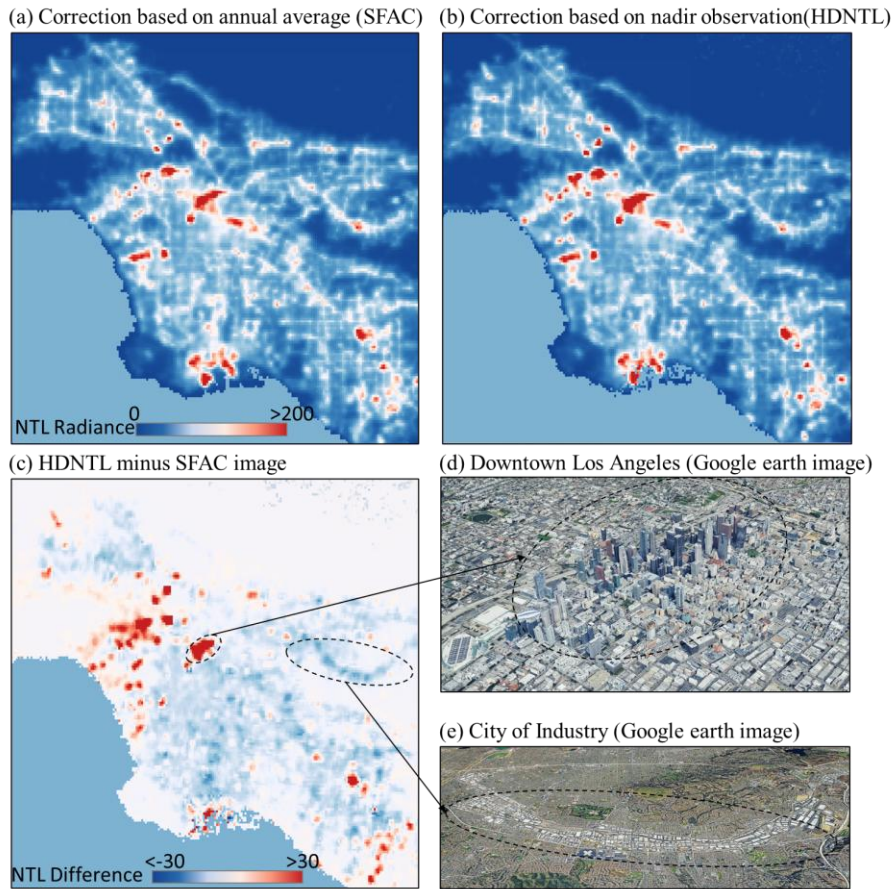 (a) Correction based on annual average (SFAC)
(b) Correction based on nadir observation(HDNTL)
0
>200
NTL Radiance
(c) HDNTL minus SFAC image
(d) Downtown Los Angeles (Google earth image)
(e) City of Industry (Google earth image)
<-30
>30
NTL Difference